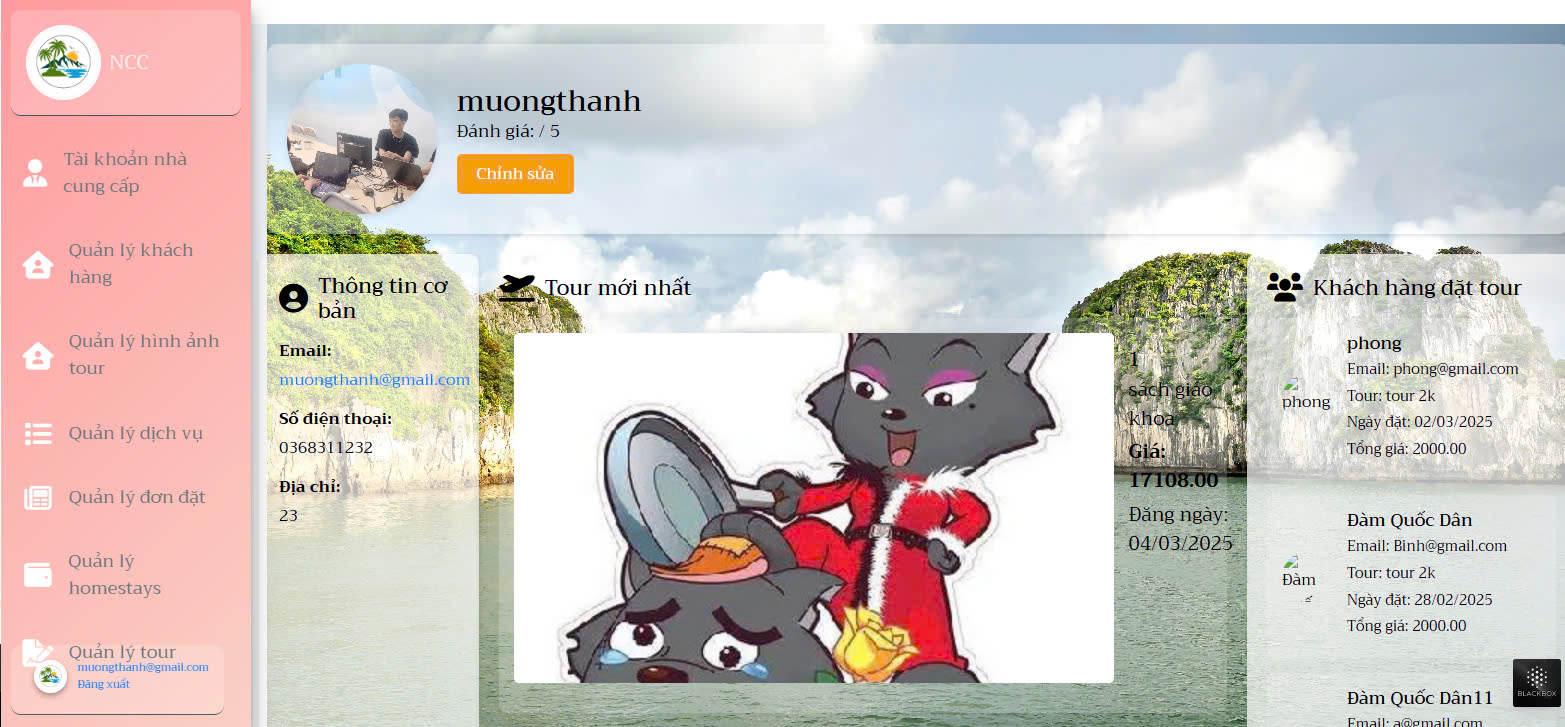 NCC
Tài khoản nhà
cung cấp
Quản lý khách
hàng
Quản lý hình ảnh
tour
Quản lý dịch vụ
Quản lý đơn đặt
Quản lý
homestays
Quản lý tour
muongthanh@gmail.com
Đăng xuất
muongthanh
Đánh giá: / 5
Chỉnh sửa
Thông tin cơ
bản
Email:
muongthanh@gmail.com
Số điện thoại:
0368311232
Địa chỉ:
23
Tour mới nhất
1
sách giáo
khoa
Giá:
17108.00
Đăng ngày:
04/03/2025
Khách hàng đặt tour
phong
phong
Email: phong@gmail.com
Tour: tour 2k
Ngày đặt: 02/03/2025
Tổng giá: 2000.00
Đàm
Đàm Quốc Dân
Email: Binh@gmail.com
Tour: tour 2k
Ngày đặt: 28/02/2025
Tổng giá: 2000.00
Đàm Quốc Dân11
Email: a@gmail.com
BLACKBOX